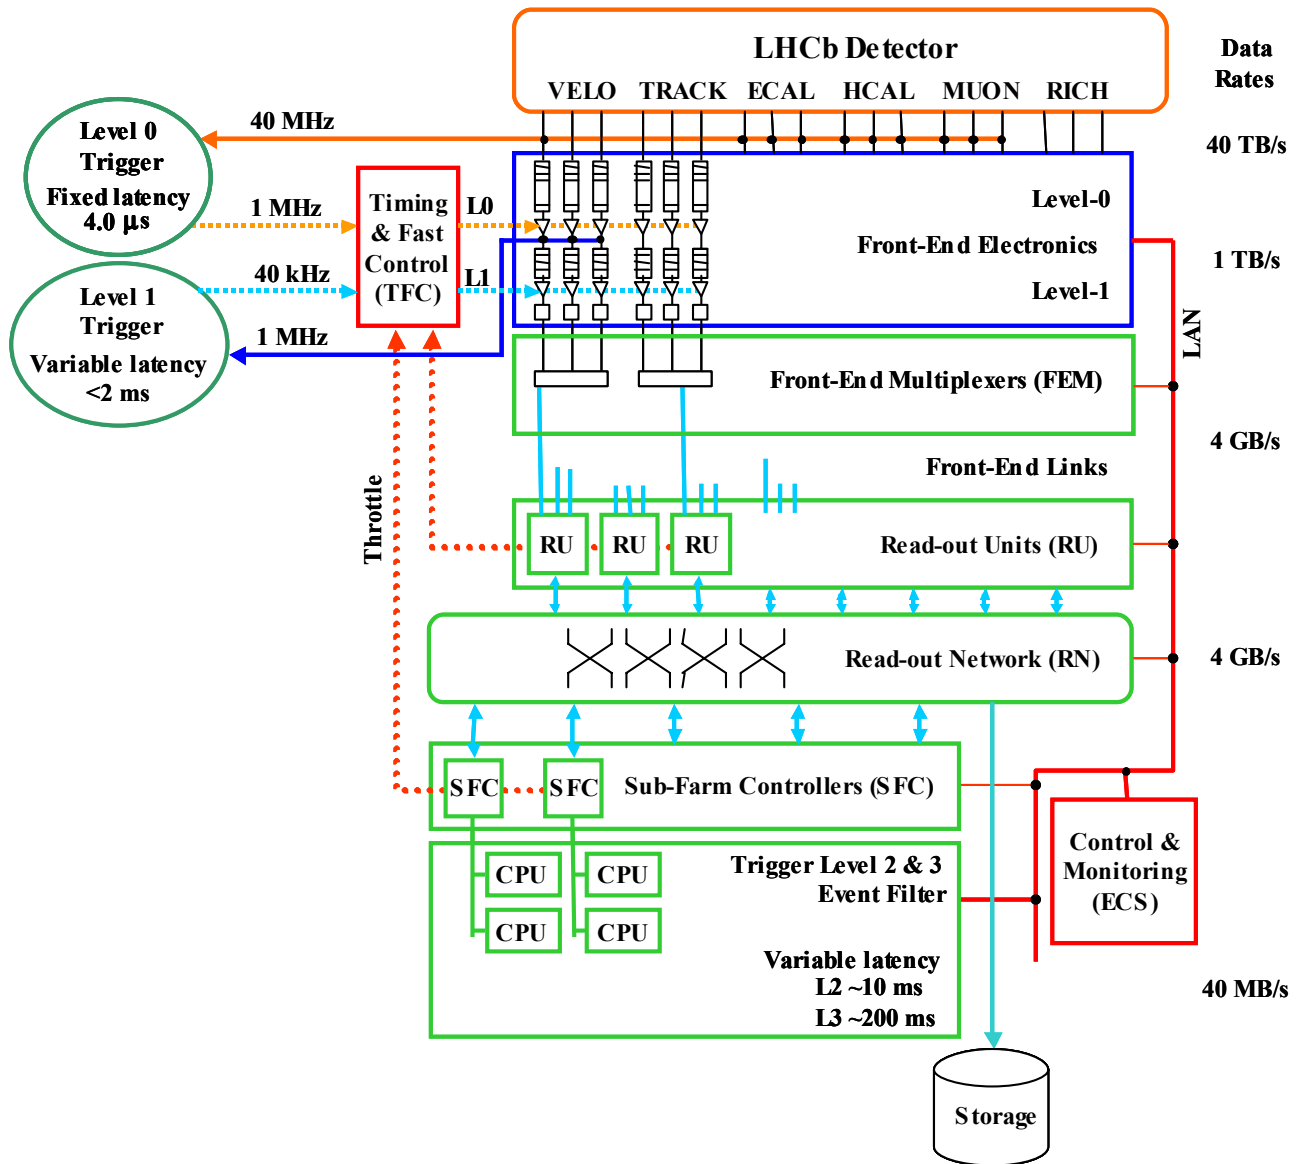 LHCb Detector
Data
Rates
VELO TRACK ECAL HCAL MUON RICH
40 MHz
40 TB/s
Level 0
Trigger
Fixed latency
4.0 μs
1 MHz
Timing
& Fast
Control
(TFC)
L0
L1
Level-0
Front-End Electronics
Level-1
1 TB/s
40 kHz
Level 1
Trigger
Variable latency
<2 ms
1 MHz
LAN
Front-End Multiplexers (FEM)
4 GB/s
Front-End Links
Throttle
RU RU RU
Read-out Units (RU)
Read-out Network (RN)
4 GB/s
SFC SFC
Sub-Farm Controllers (SFC)
Control &
Monitoring
(ECS)
CPU CPU
CPU CPU
Trigger Level 2 & 3
Event Filter
Variable latency
L2 ~10 ms
L3 ~200 ms
40 MB/s
Storage